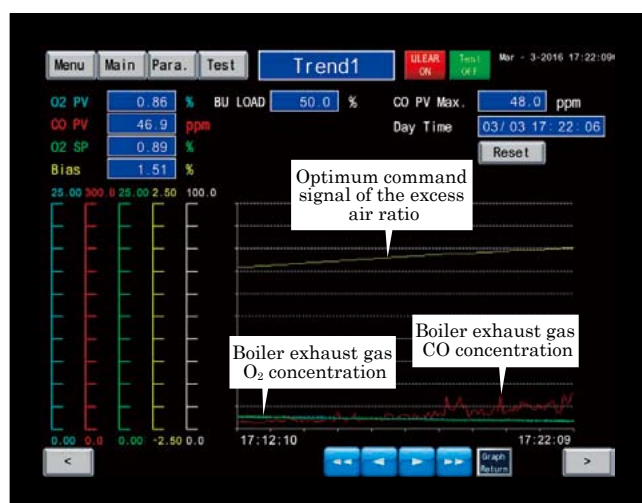 Menu Main Para. Test Trend1 ULEAR ON Test OFF Mar - 3-2016 17:22:09
O2 PV 0.86 % BU LOAD 50.0 % CO PV Max. 48.0 ppm
CO PV 46.9 ppm Day Time 03/03 17:22:06
O2 SP 0.89 % Reset
Bias 1.51 %
25.00 300.0 25.00 2.50 100.0
Optimum command
signal of the excess
air ratio
Boiler exhaust gas
CO concentration
Boiler exhaust gas
O₂ concentration
0.00 0.0 0.00 -2.50 0.0 17:12:10 17:22:09
< ◄◄ ◄ ► ►► Graph Return >